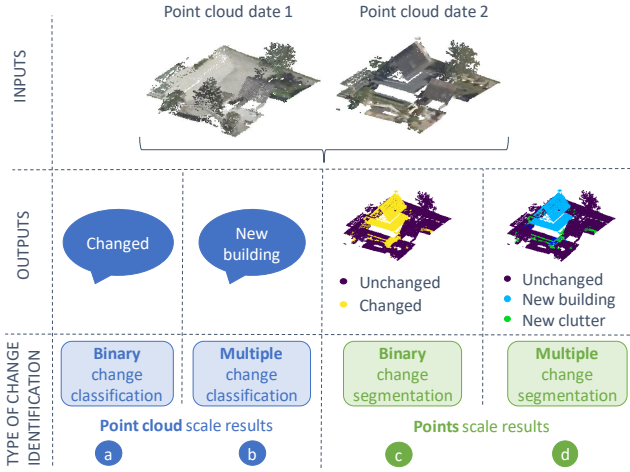 Point cloud date 1
Point cloud date 2
INPUTS
OUTPUTS
Changed
New
building
Unchanged
Changed
Unchanged
New building
New clutter
TYPE OF CHANGE
IDENTIFICATION
Binary
change
classification
Multiple
change
classification
Binary
change
segmentation
Multiple
change
segmentation
Point cloud scale results
Points scale results
a
b
c
d